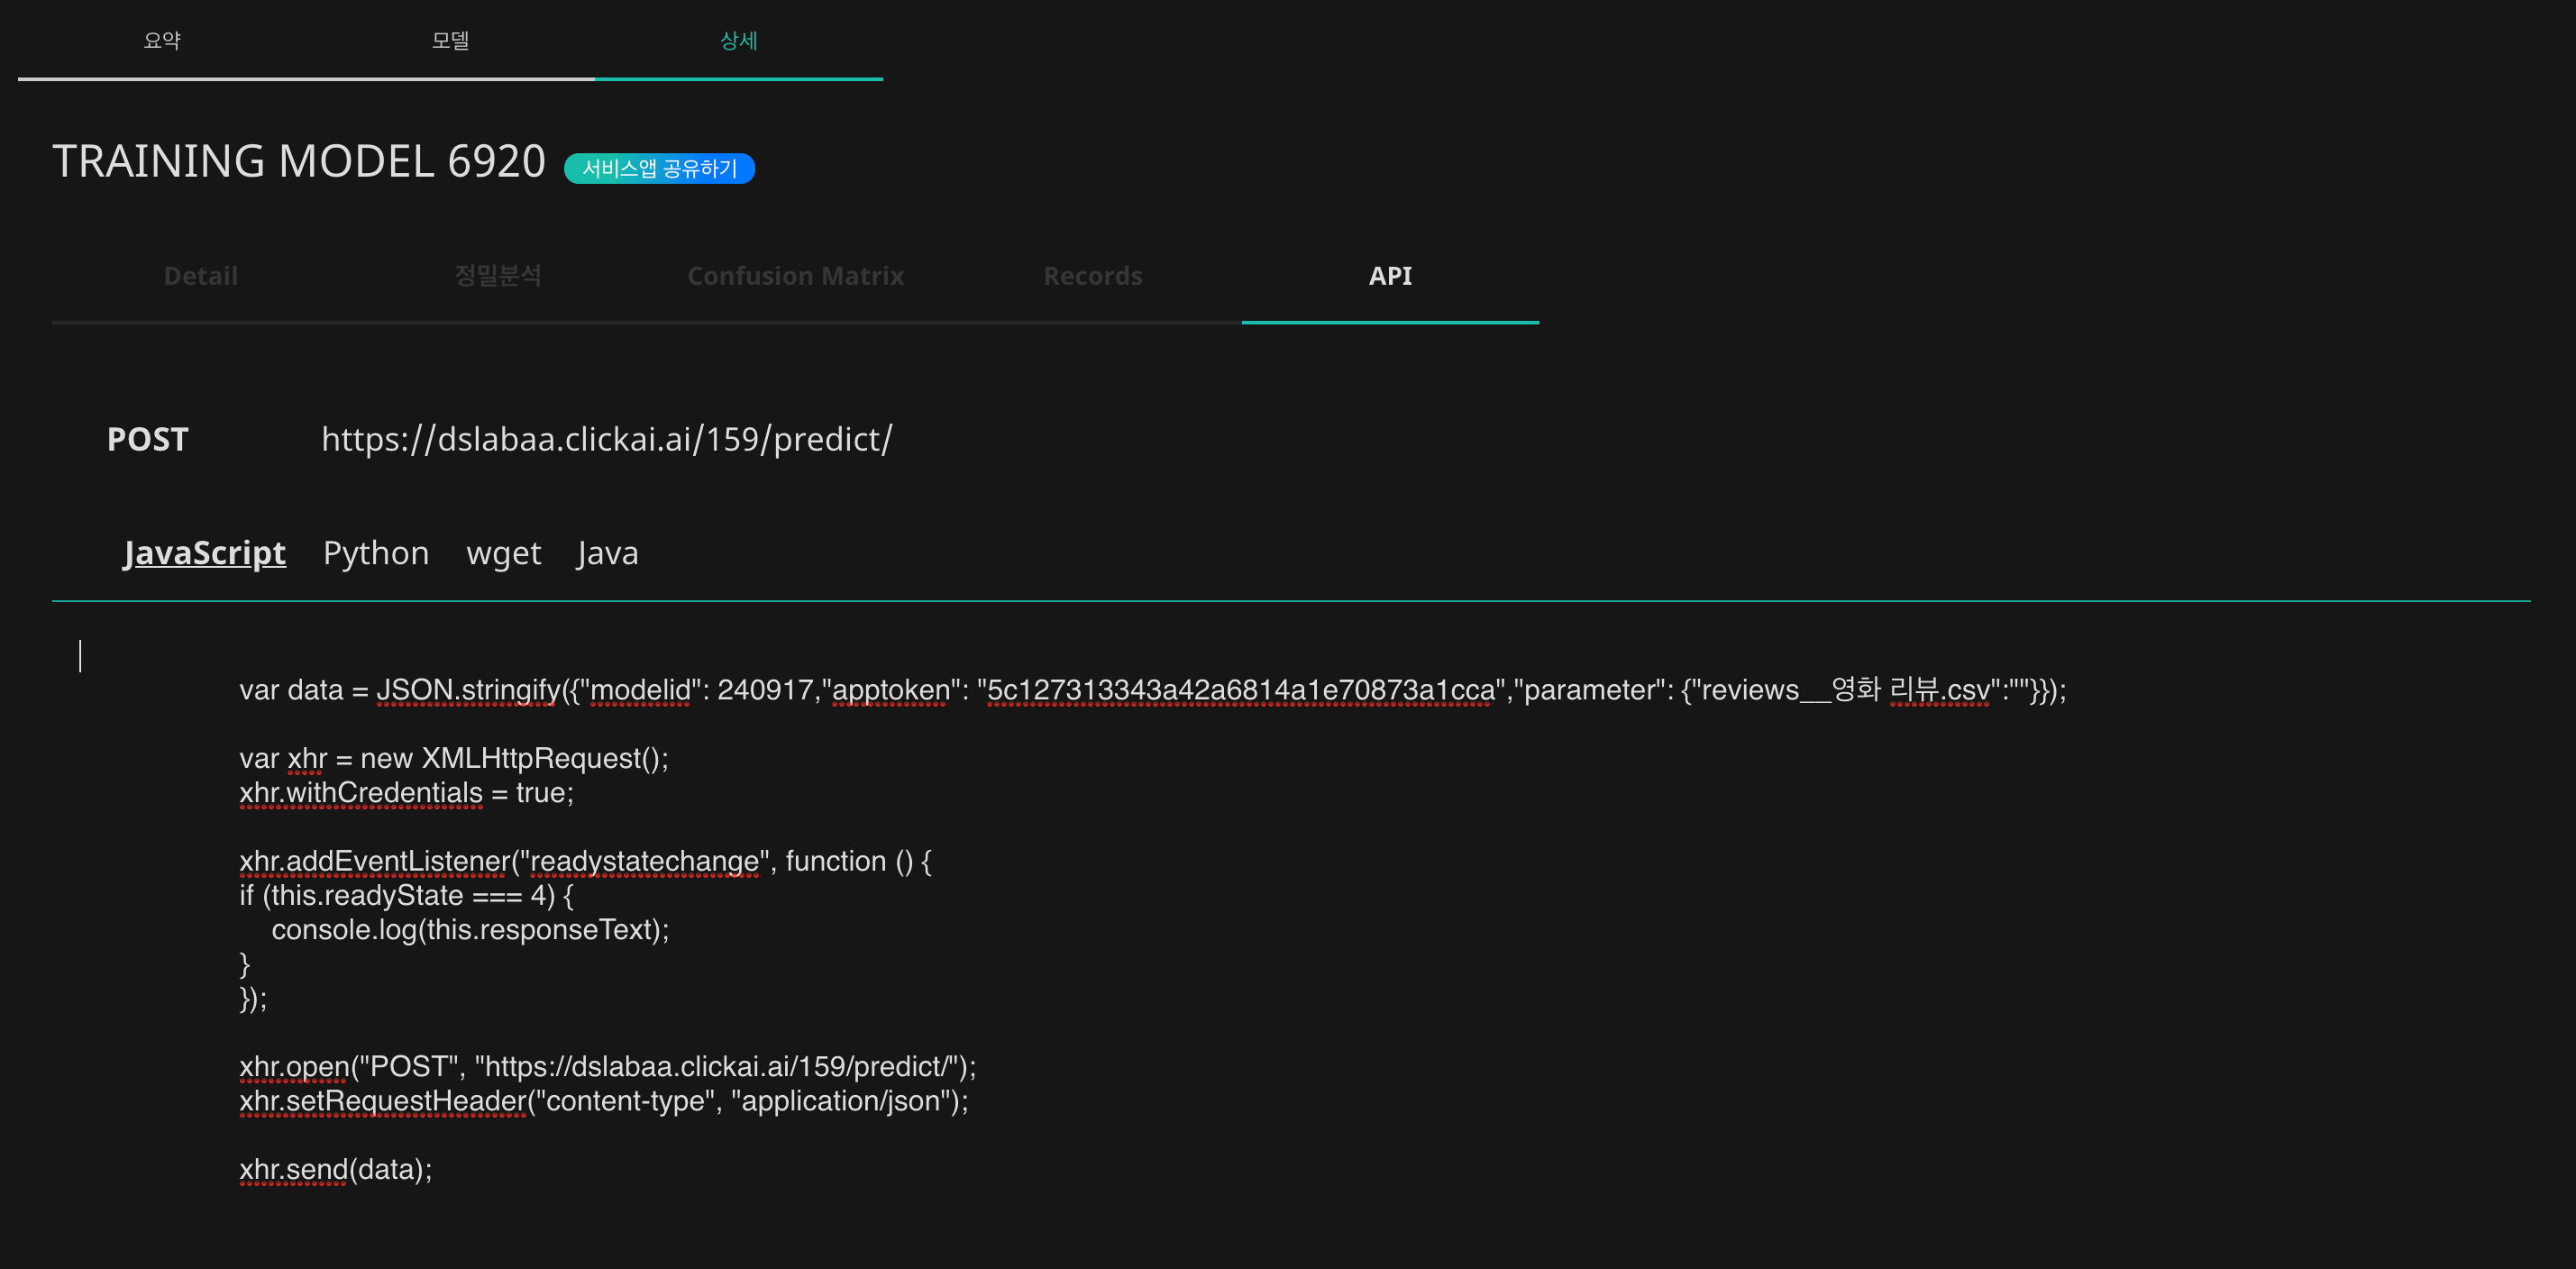 요약 모델 상세
TRAINING MODEL 6920 서비스앱 공유하기
Detail 정밀분석 Confusion Matrix Records API
POST https://dslabaa.clickai.ai/159/predict/
JavaScript Python wget Java
var data = JSON.stringify({"modelid": 240917,"apptoken": "5c127313343a42a6814a1e70873a1cca","parameter": {"reviews__영화 리뷰.csv":""}});
var xhr = new XMLHttpRequest();
xhr.withCredentials = true;
xhr.addEventListener("readystatechange", function () {
if (this.readyState === 4) {
console.log(this.responseText);
}
});
xhr.open("POST", "https://dslabaa.clickai.ai/159/predict/");
xhr.setRequestHeader("content-type", "application/json");
xhr.send(data);